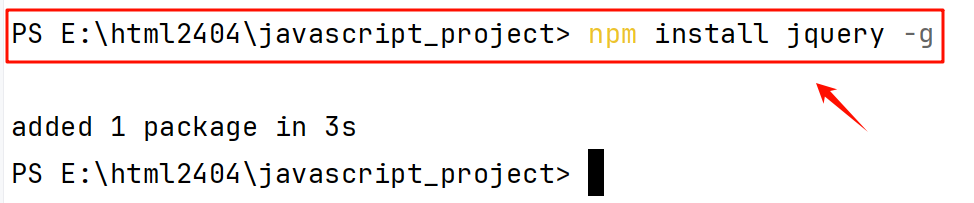 PS E:\html2404\javascript_project> npm install jquery -g
added 1 package in 3s
PS E:\html2404\javascript_project>